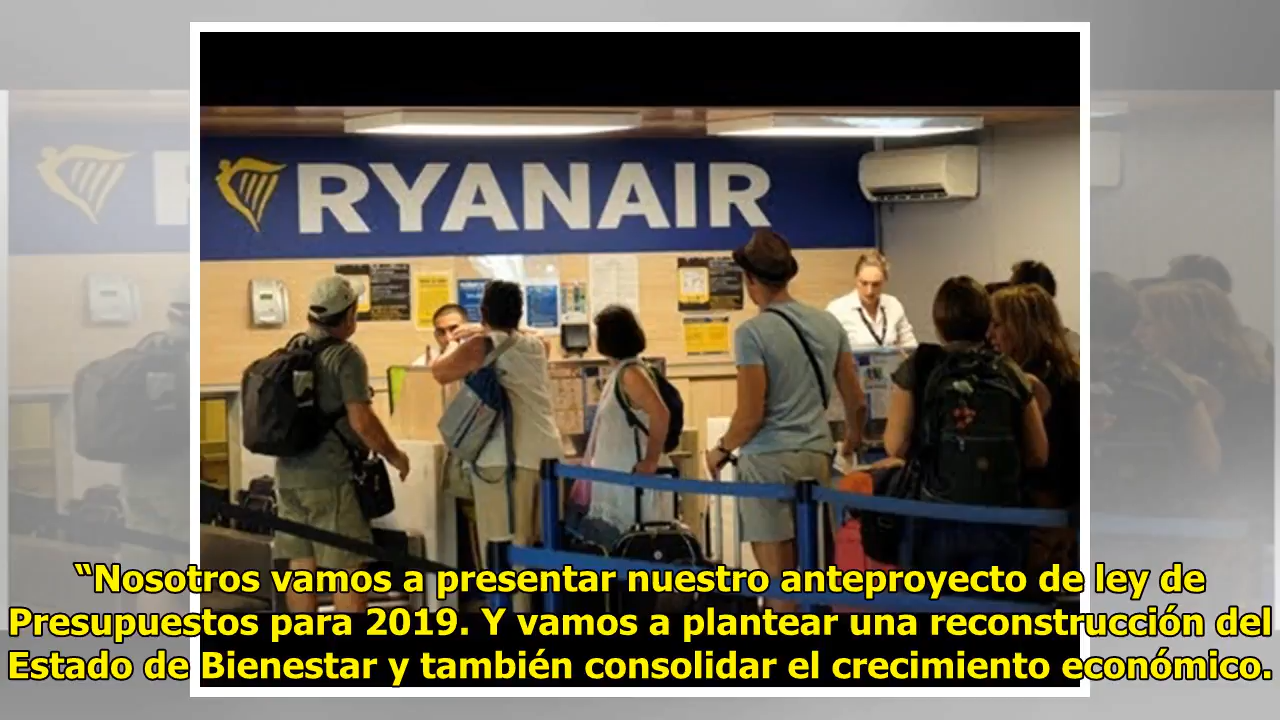 RYANAIR
“Nosotros vamos a presentar nuestro anteproyecto de ley de
Presupuestos para 2019. Y vamos a plantear una reconstrucción del
Estado de Bienestar y también consolidar el crecimiento económico.